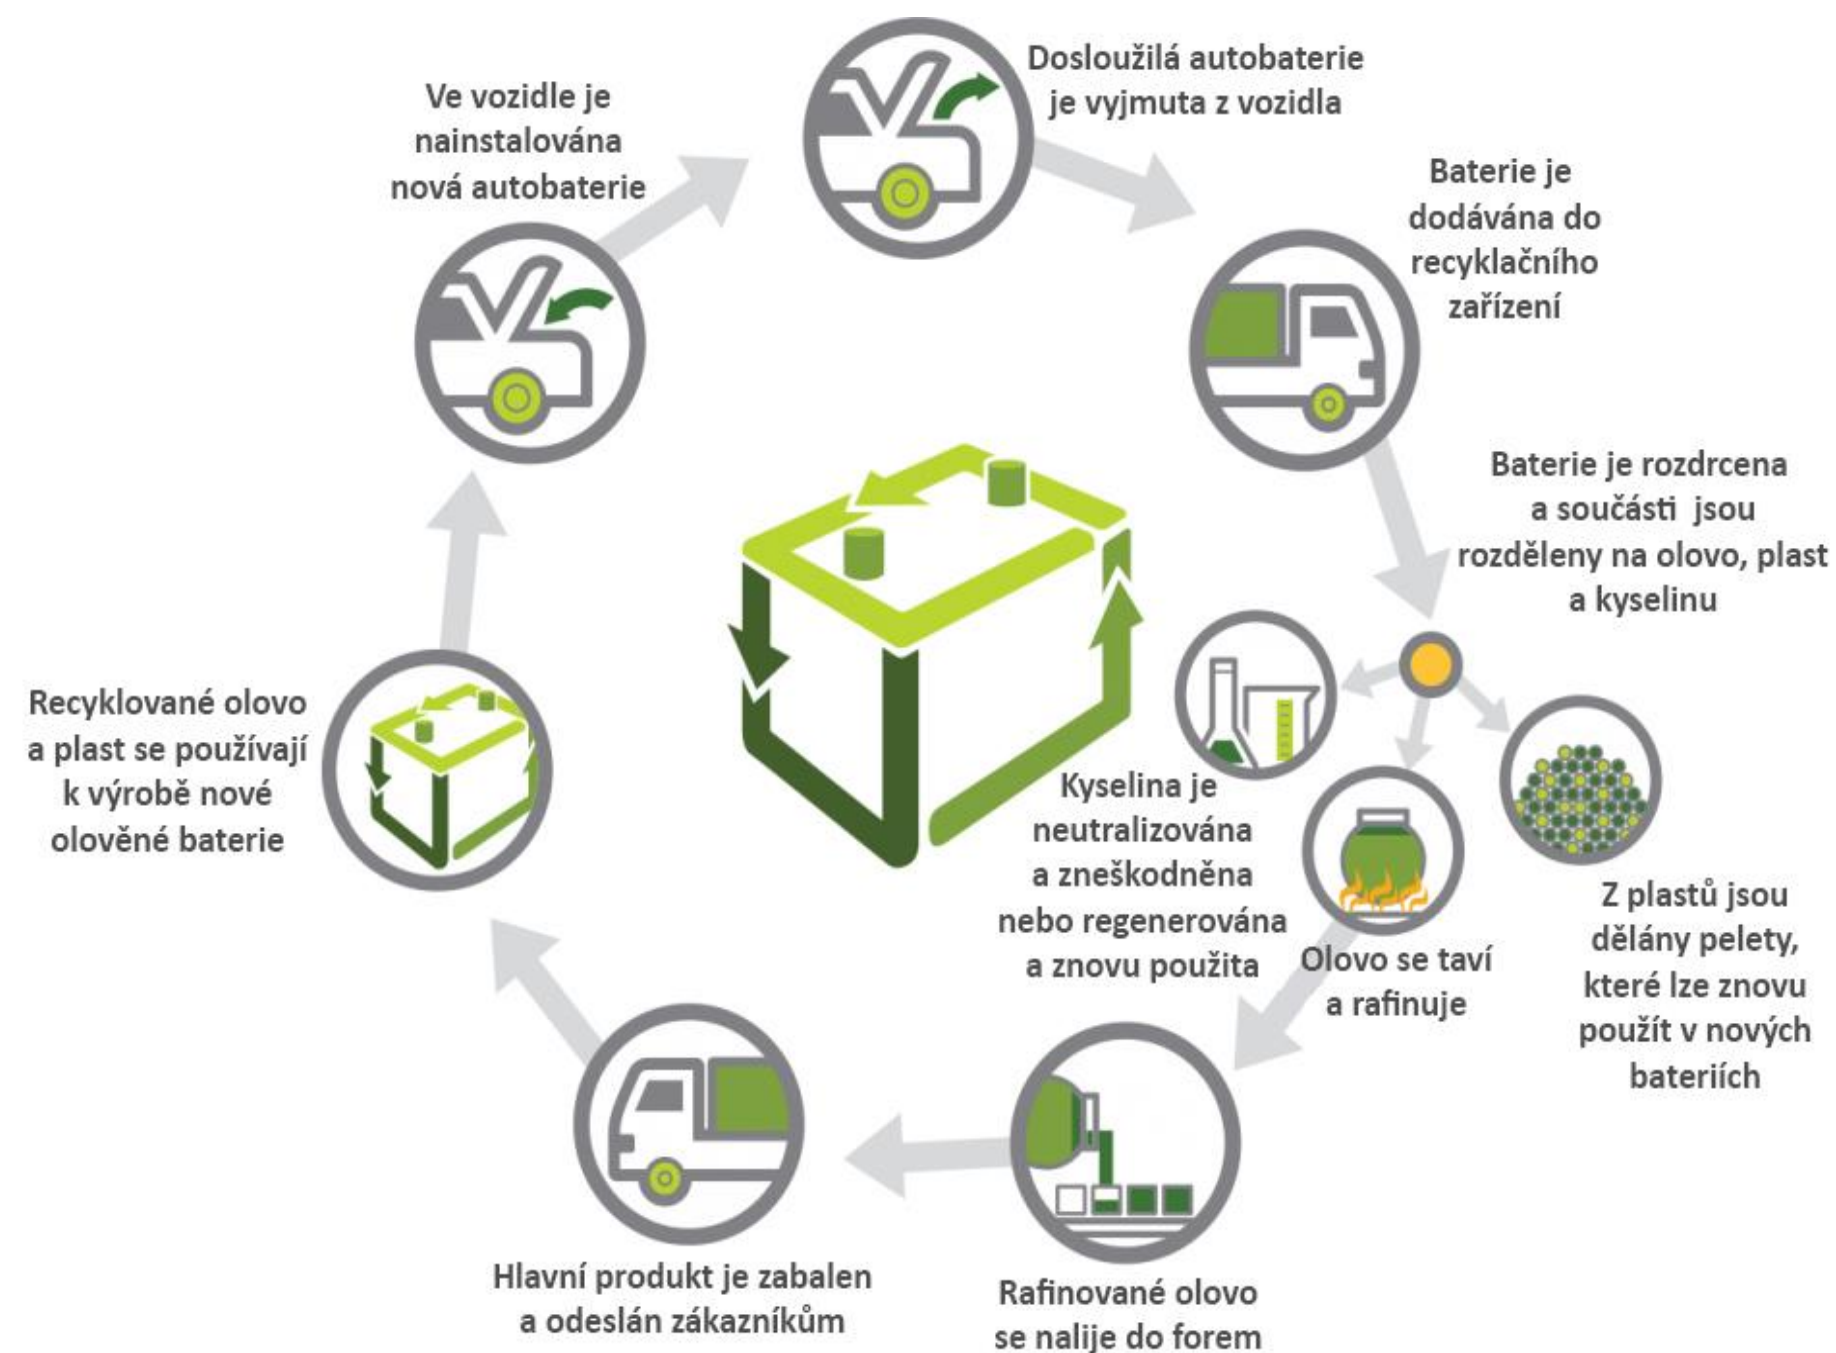 Dosloužilá autobaterie
je vyjmuta z vozidla
Baterie je
dodávána do
recyklačního
zařízení
Baterie je rozdrcena
a součásti jsou
rozděleny na olovo, plast
a kyselinu
Kyselina je
neutralizována
a zneškodněna
nebo regenerována
a znovu použita
Olovo se taví
a rafinuje
Z plastů jsou
dělány pelety,
které lze znovu
použít v nových
bateriích
Rafinované olovo
se nalije do forem
Hlavní produkt je zabalen
a odeslán zákazníkům
Recyklované olovo
a plast se používají
k výrobě nové
olověné baterie
Ve vozidle je
nainstalována
nová autobaterie